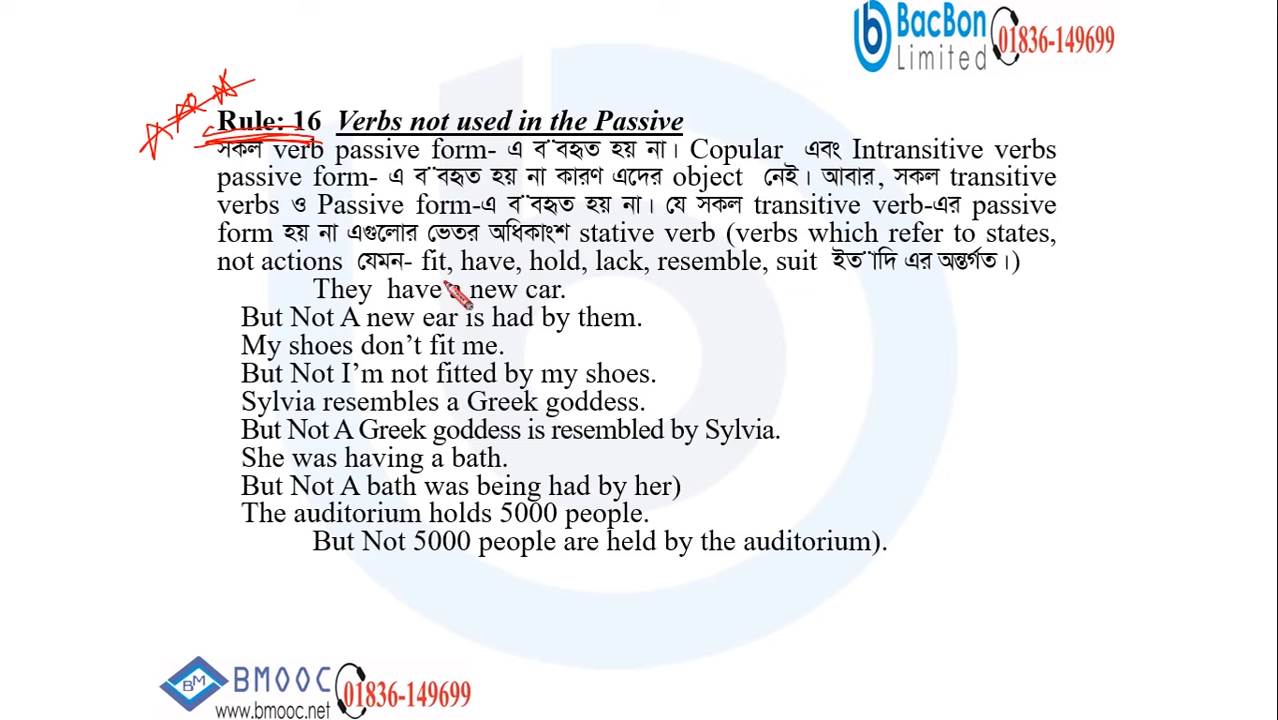 BacBon
Limited
01836-149699
Rule: 16 Verbs not used in the Passive
সকল verb passive form- এ ব্যবহৃত হয় না। Copular এবং Intransitive verbs
passive form- এ ব্যবহৃত হয় না কারণ এদের object নেই। আবার, সকল transitive
verbs ও Passive form-এ ব্যবহৃত হয় না। যে সকল transitive verb-এর passive
form হয় না এগুলোর ভেতর অধিকাংশ stative verb (verbs which refer to states,
not actions যেমন- fit, have, hold, lack, resemble, suit ইত্যাদি এর অন্তর্গত।)
They have a new car.
But Not A new ear is had by them.
My shoes don’t fit me.
But Not I’m not fitted by my shoes.
Sylvia resembles a Greek goddess.
But Not A Greek goddess is resembled by Sylvia.
She was having a bath.
But Not A bath was being had by her)
The auditorium holds 5000 people.
But Not 5000 people are held by the auditorium).
BM
BMOOC
www.bmooc.net
01836-149699